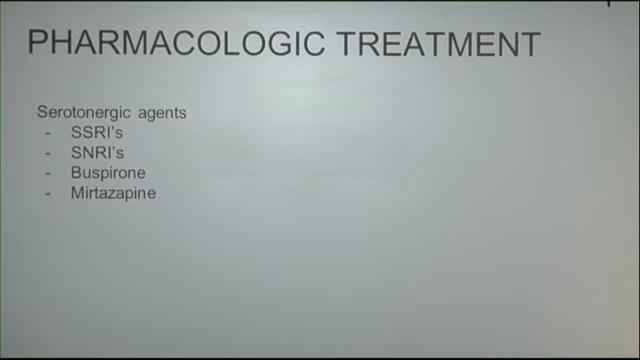 PHARMACOLOGIC TREATMENT
Serotonergic agents
- SSRI's
- SNRI's
- Buspirone
- Mirtazapine